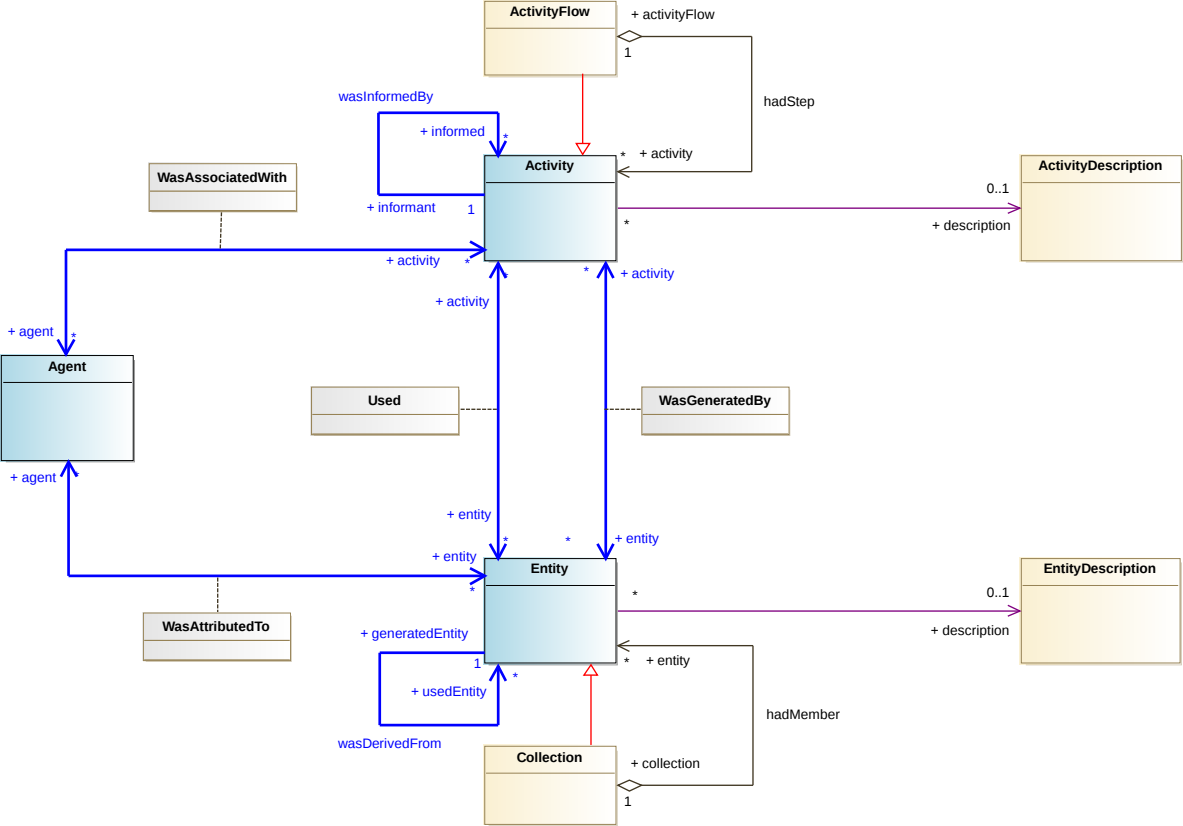 ActivityFlow
+ activityFlow
1
hadStep
wasInformedBy
+ informed
*
* + activity
Activity
WasAssociatedWith
ActivityDescription
0..1
+ informant
1
*
+ description
+ activity
*
*
*
+ activity
+ activity
+ agent
*
Agent
Used
WasGeneratedBy
+ agent
*
+ entity
*
*
+ entity
+ entity
*
Entity
EntityDescription
*
0..1
WasAttributedTo
+ generatedEntity
+ description
1
* + entity
+ usedEntity
*
hadMember
wasDerivedFrom
Collection
+ collection
1